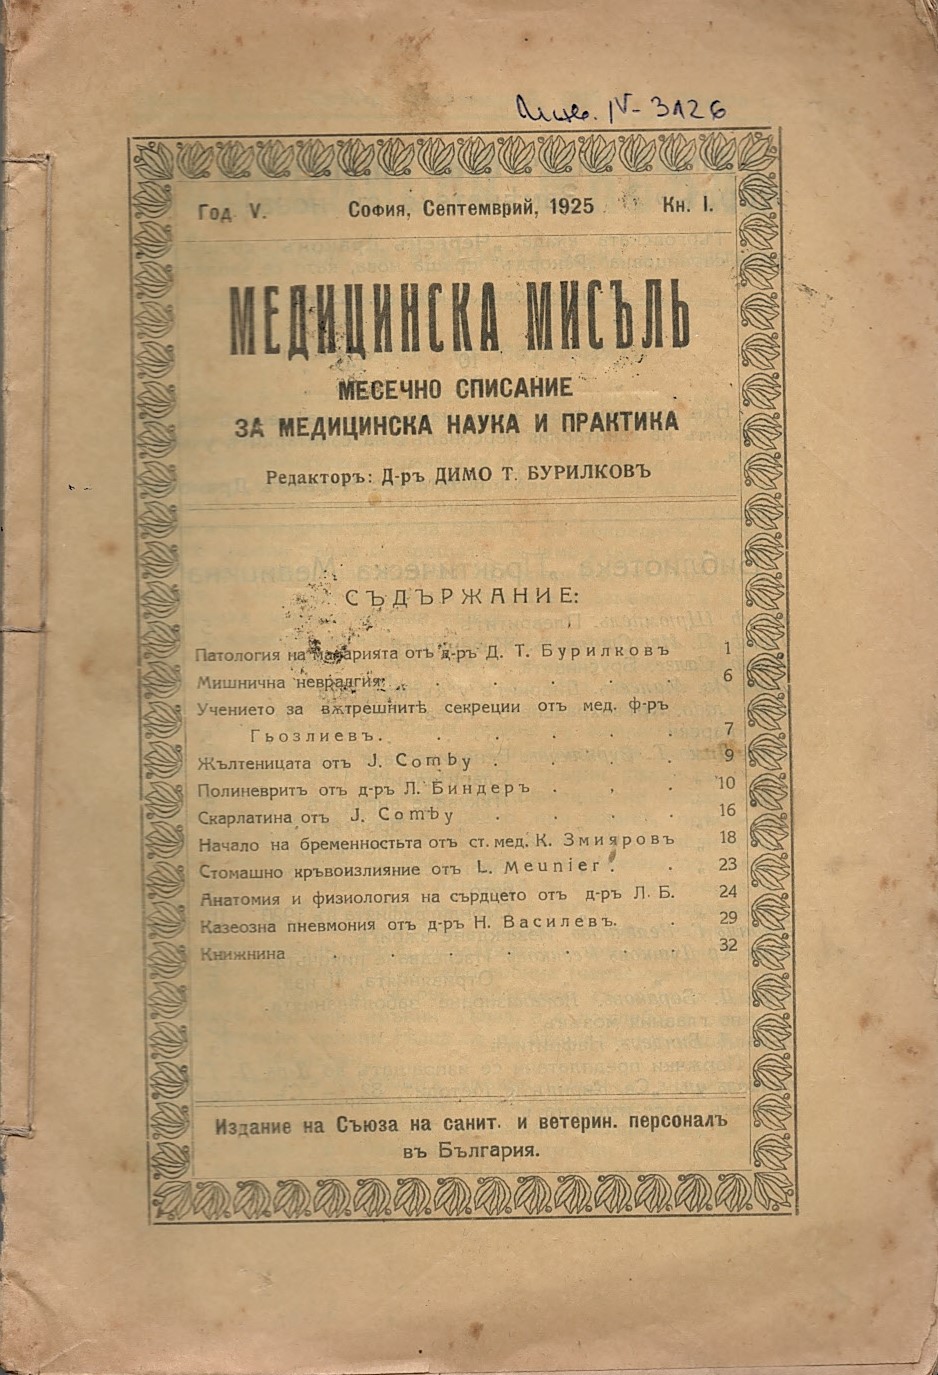 Инв. IV-3126
Год V. София, Септемврий, 1925 Кн. I.
МЕДИЦИНСКА МИСЪЛЬ
МЕСЕЧНО СПИСАНИЕ
ЗА МЕДИЦИНСКА НАУКА И ПРАКТИКА
Редакторъ: Д-ръ ДИМО Т. БУРИЛКОВЪ
СЪДЪРЖАНИЕ:
Патология на маларията отъ д-ръ Д. Т. Бурилковъ 1
Мишнична невралгия . . . . . . 6
Учението за вѫтрешнитѣ секреции отъ мед. ф-ръ
Гьозлиевъ. . . . . . 7
Жълтеницата отъ J. Comby . . . . 9
Полиневритъ отъ д-ръ Л. Биндеръ . . . 10
Скарлатина отъ J. Comby . . . . 16
Начало на бременностьта отъ ст. мед. К. Змияровъ 18
Стомашно кръвоизлияние отъ L. Meunier . . 23
Анатомия и физиология на сърдцето отъ д-ръ Л. Б. 24
Казеозна пневмония отъ д-ръ Н. Василевъ. . 29
Книжнина . . . . . . . 32
Издание на Съюза на санит. и ветерин. персоналъ
въ България.